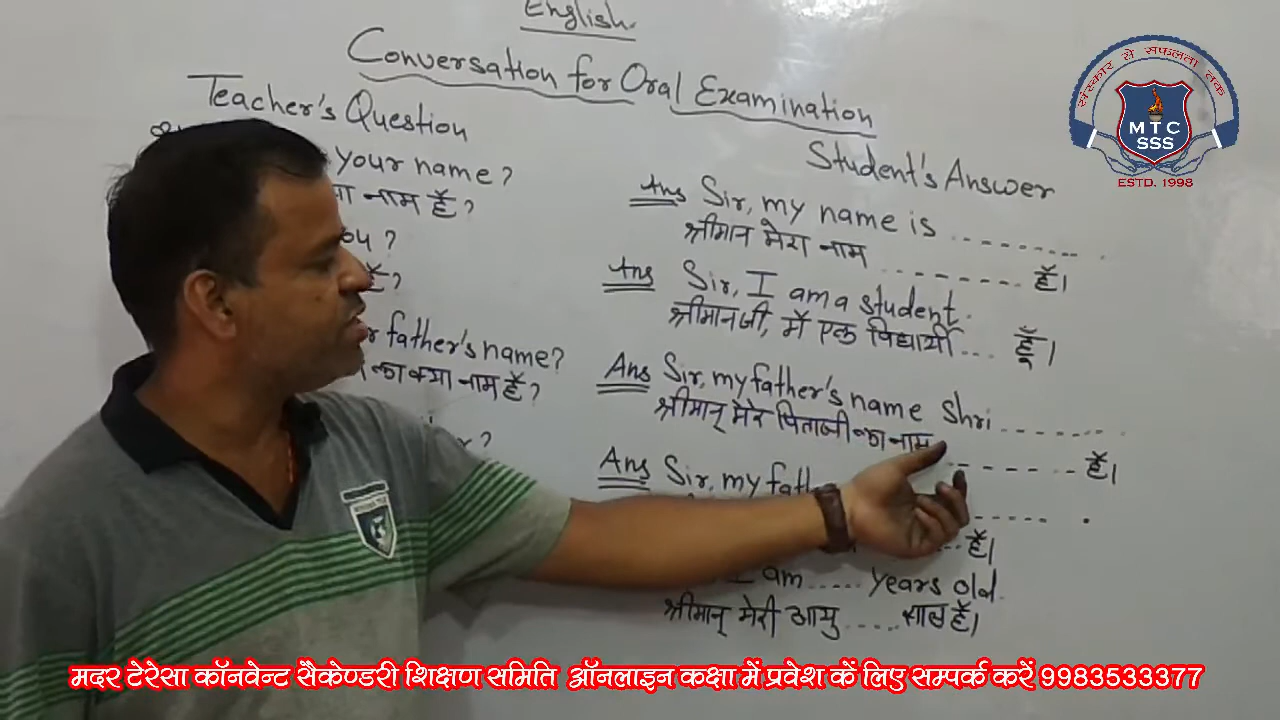 English.
Conversation for Oral Examination
Teacher's Question
Student's Answer
your name?
नाम हैं?
Ans Sir, my name is ........
श्रीमान मेरा नाम ........ हैं।
?
हैं?
Ans Sir, I am a student.
श्रीमानजी, में एक विद्यार्थी... हूँ।
father's name?
का क्या नाम हैं?
Ans Sir, my father's name Shri ........
श्रीमान् मेरे पिताजी का नाम ........ हैं।
?
Ans Sir, my
------ .
हैं।
I am ..... years old.
श्रीमान् मेरी आयु ..... साल हैं।
संस्कार से सफलता तक
MTC
SSS
ESTD. 1998
मदर टेरेसा कॉनवेन्ट सैकेण्डरी शिक्षण समिति ऑनलाइन कक्षा में प्रवेश कें लिए सम्पर्क करें 9983533377